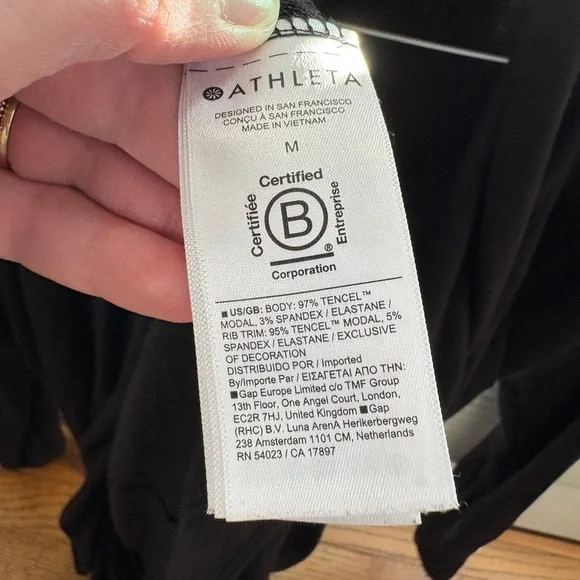 ATHLETA
DESIGNED IN SAN FRANCISCO
CONÇU À SAN FRANCISCO
MADE IN VIETNAM
M
Certified
Certifiée
B
Entreprise
®
Corporation
■US/GB: BODY: 97% TENCEL™
MODAL, 3% SPANDEX / ELASTANE /
RIB TRIM: 95% TENCEL™ MODAL, 5%
SPANDEX / ELASTANE / EXCLUSIVE
OF DECORATION
DISTRIBUIDO POR / Imported
By/Importe Par / ΕΙΣΑΓΕΤΑΙ ΑΠΟ ΤΗΝ:
■Gap Europe Limited c/o TMF Group
13th Floor, One Angel Court, London,
EC2R 7HJ, United Kingdom ■Gap
(RHC) B.V. Luna ArenA Herikerbergweg
238 Amsterdam 1101 CM, Netherlands
RN 54023 / CA 17897